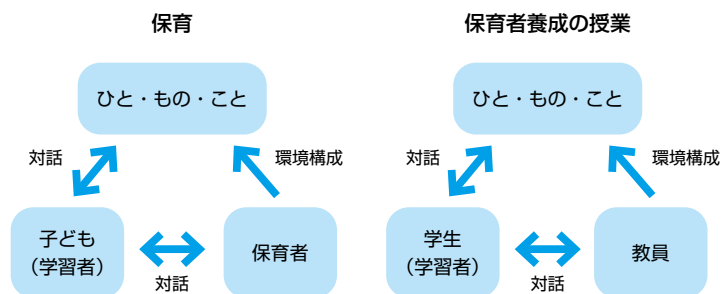 保育
ひと・もの・こと
対話
環境構成
子ども
（学習者）
保育者
対話
保育者養成の授業
ひと・もの・こと
対話
環境構成
学生
（学習者）
教員
対話